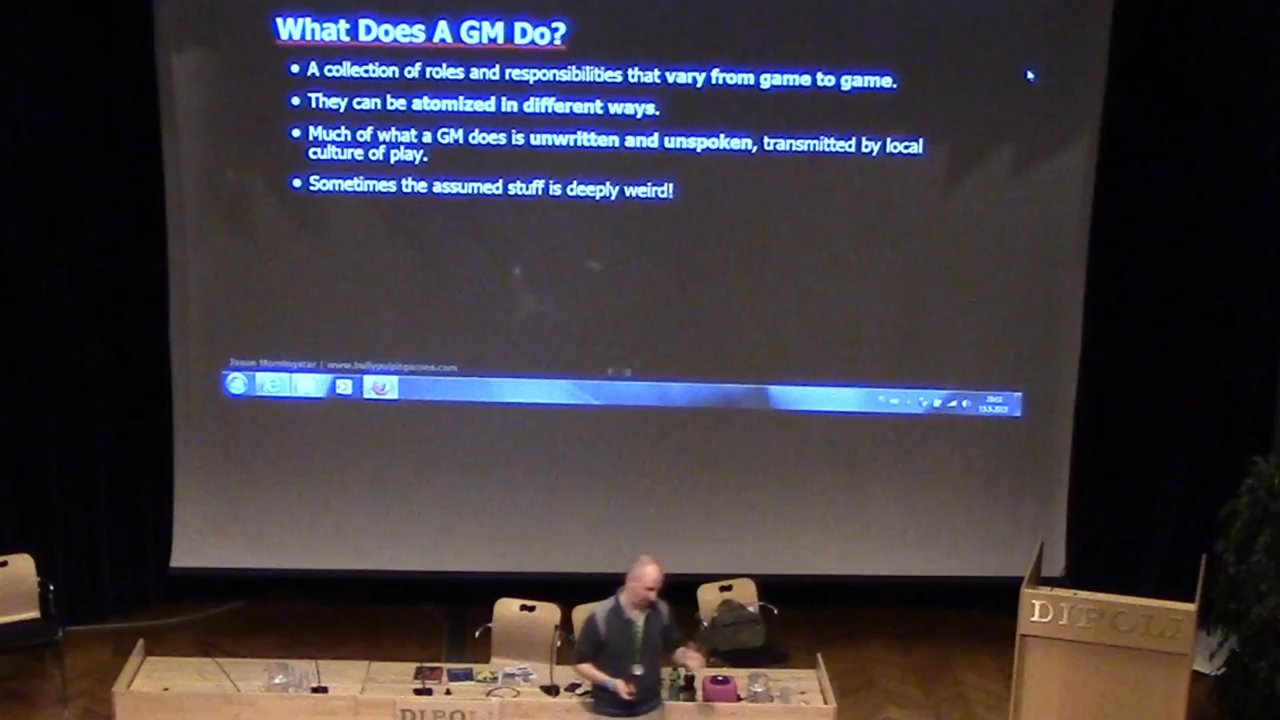 What Does A GM Do?
• A collection of roles and responsibilities that vary from game to game.
• They can be atomized in different ways.
• Much of what a GM does is unwritten and unspoken, transmitted by local
culture of play.
• Sometimes the assumed stuff is deeply weird!
Jason Morningstar | www.bullypulpitgames.com
DIPOLI
DIPOLI